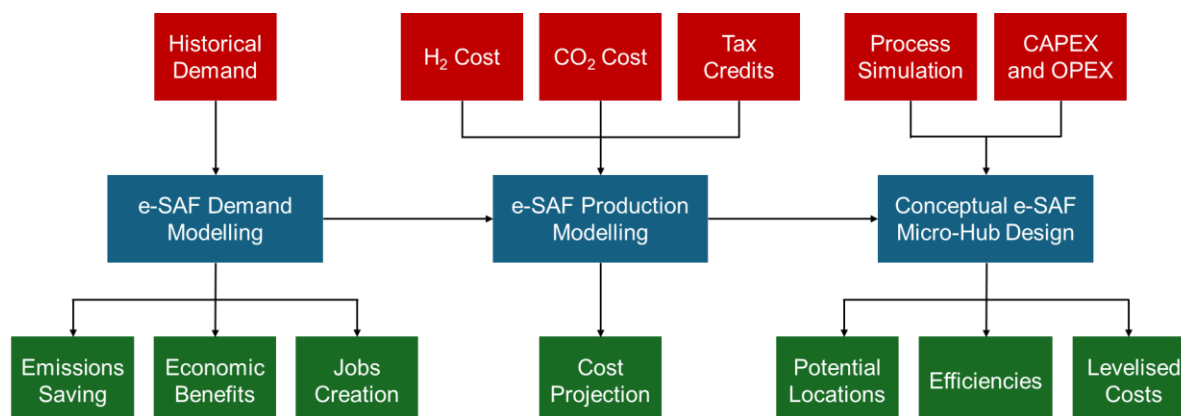 Historical
Demand
H₂ Cost
CO₂ Cost
Tax
Credits
Process
Simulation
CAPEX
and OPEX
e-SAF Demand
Modelling
e-SAF Production
Modelling
Conceptual e-SAF
Micro-Hub Design
Emissions
Saving
Economic
Benefits
Jobs
Creation
Cost
Projection
Potential
Locations
Efficiencies
Levelised
Costs